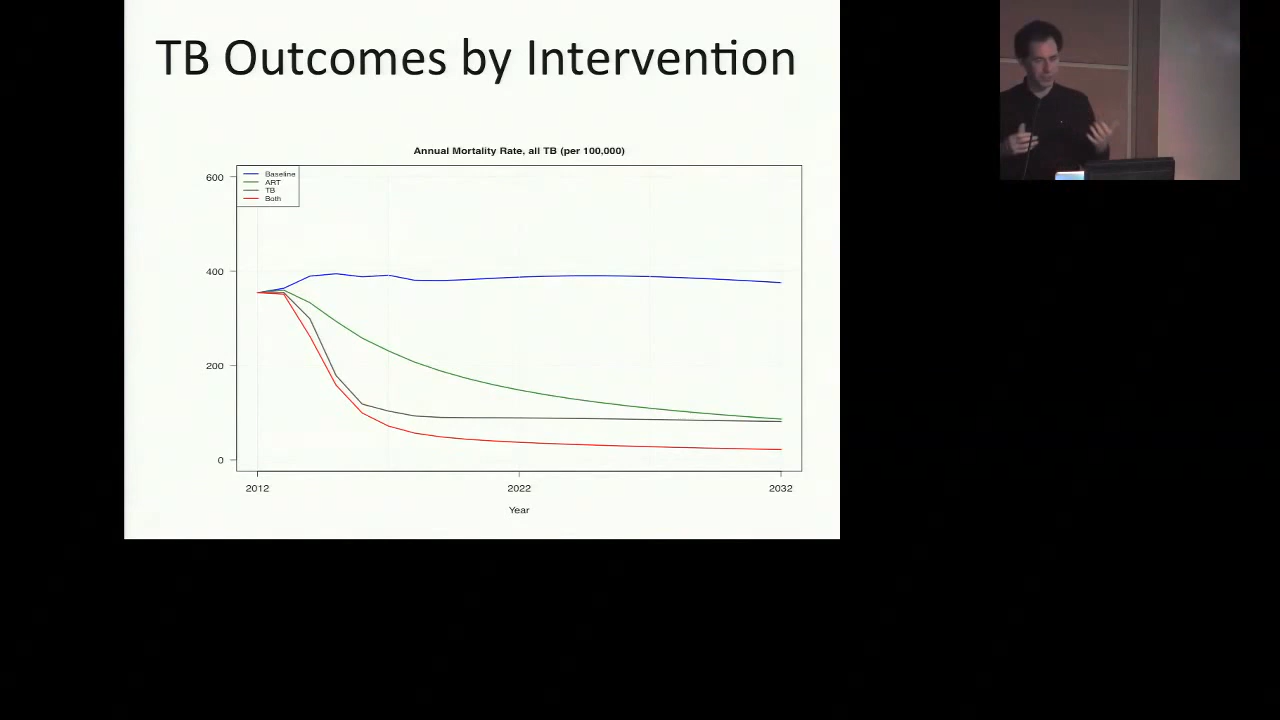 TB Outcomes by Intervention
Annual Mortality Rate, all TB (per 100,000)
Baseline
ART
TB
Both
600
400
200
0
2012
2022
2032
Year